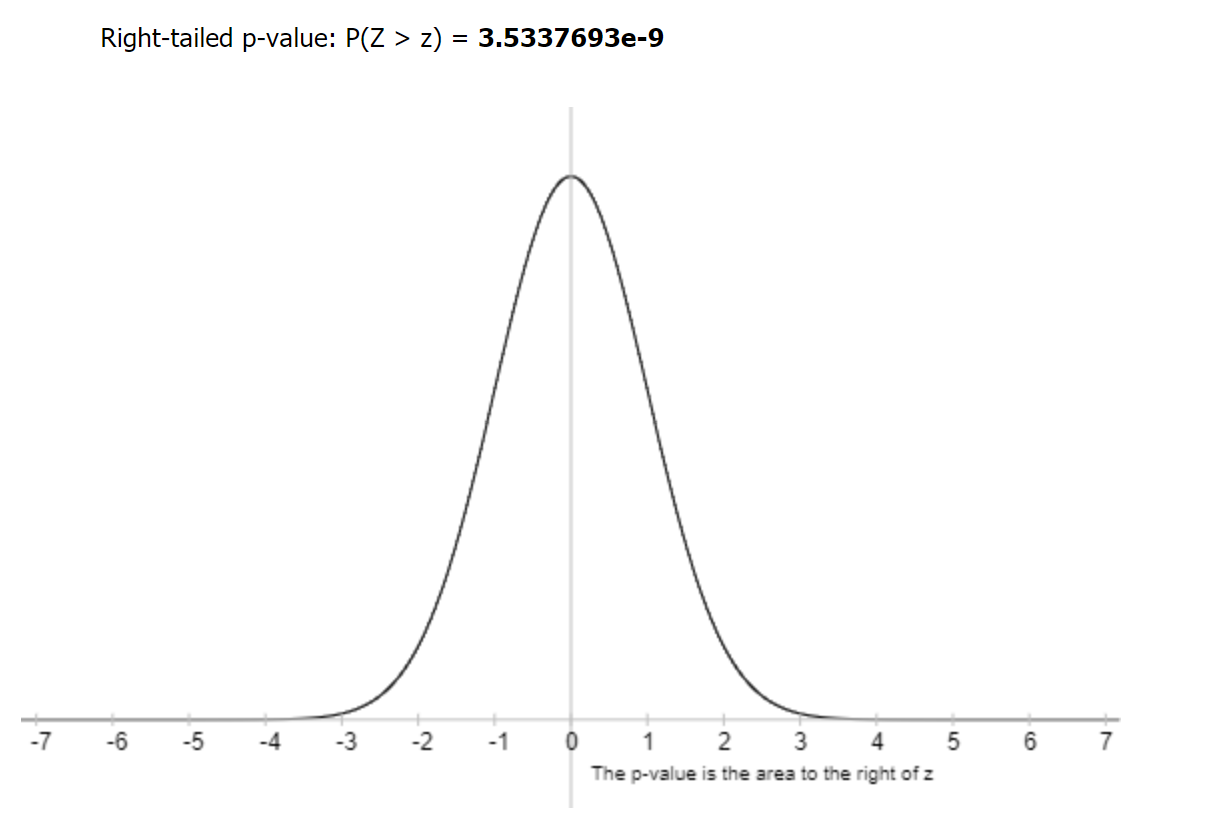 Right-tailed p-value: P(Z > z) = 3.5337693e-9
-7 -6 -5 -4 -3 -2 -1 0 1 2 3 4 5 6 7
The p-value is the area to the right of z